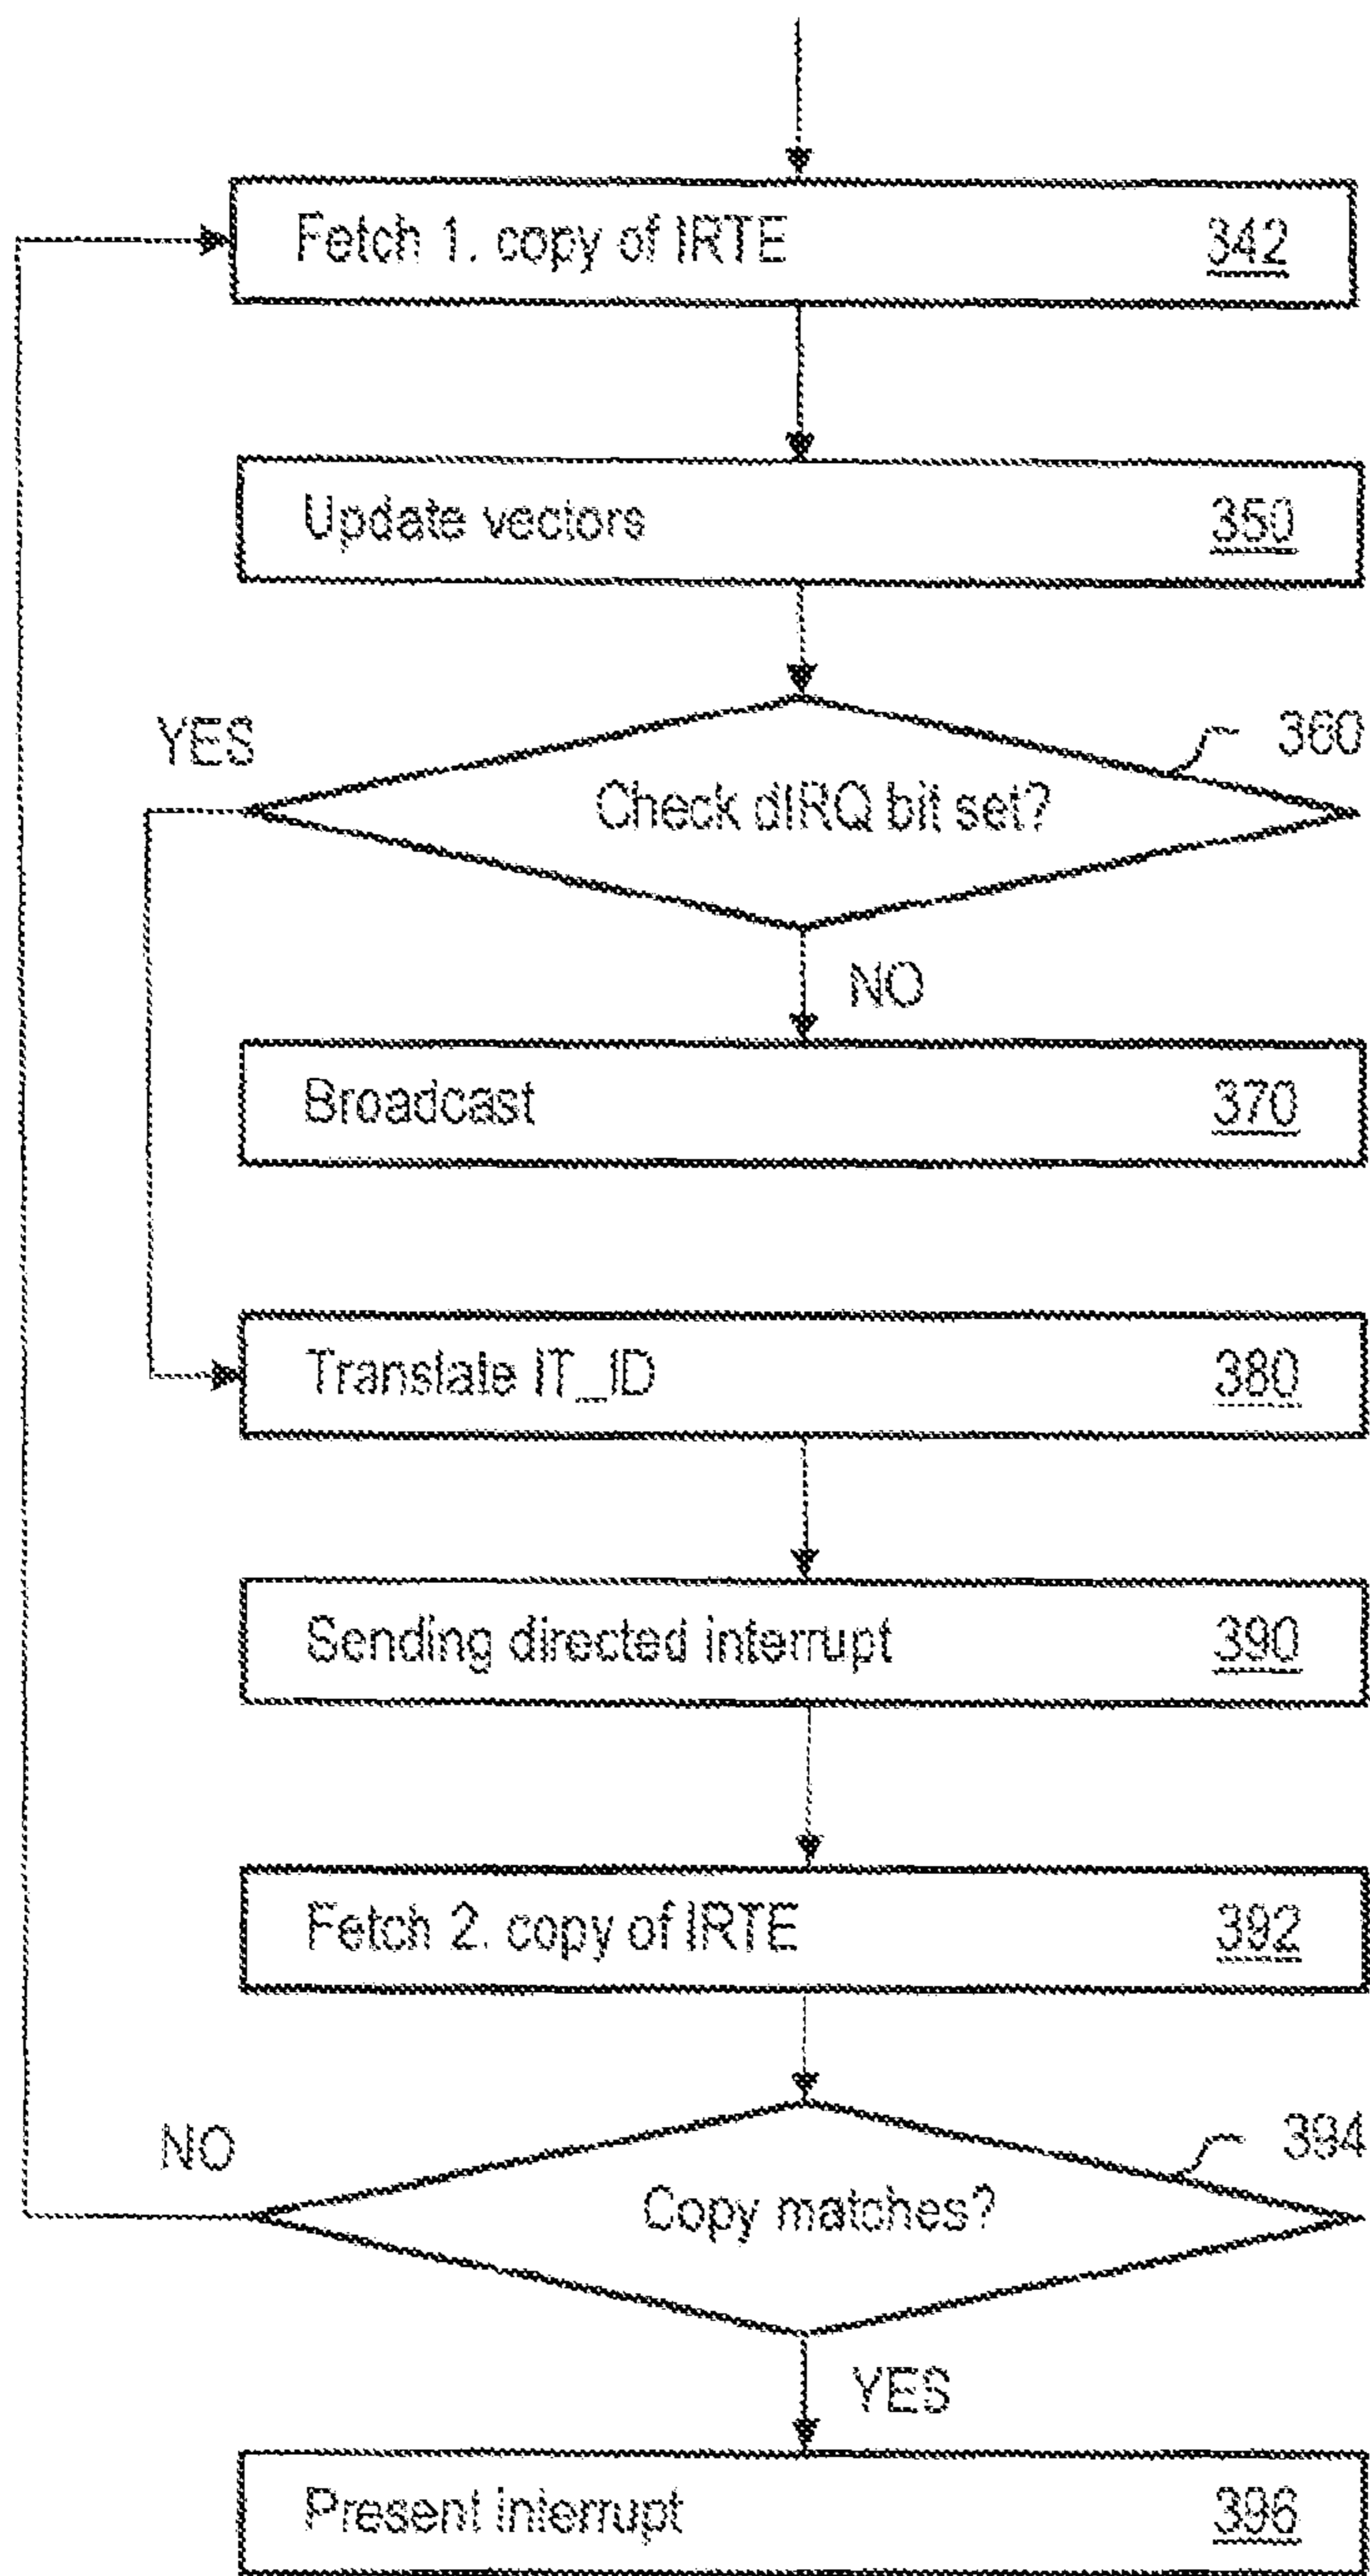 Fetch 1. copy of IRTE 342
Update vectors 350
YES
360
Check dIRQ bit set?
NO
Broadcast 370
Translate IT_ID 380
Sending directed interrupt 390
Fetch 2. copy of IRTE 392
NO
394
Copy matches?
YES
Present interrupt 396